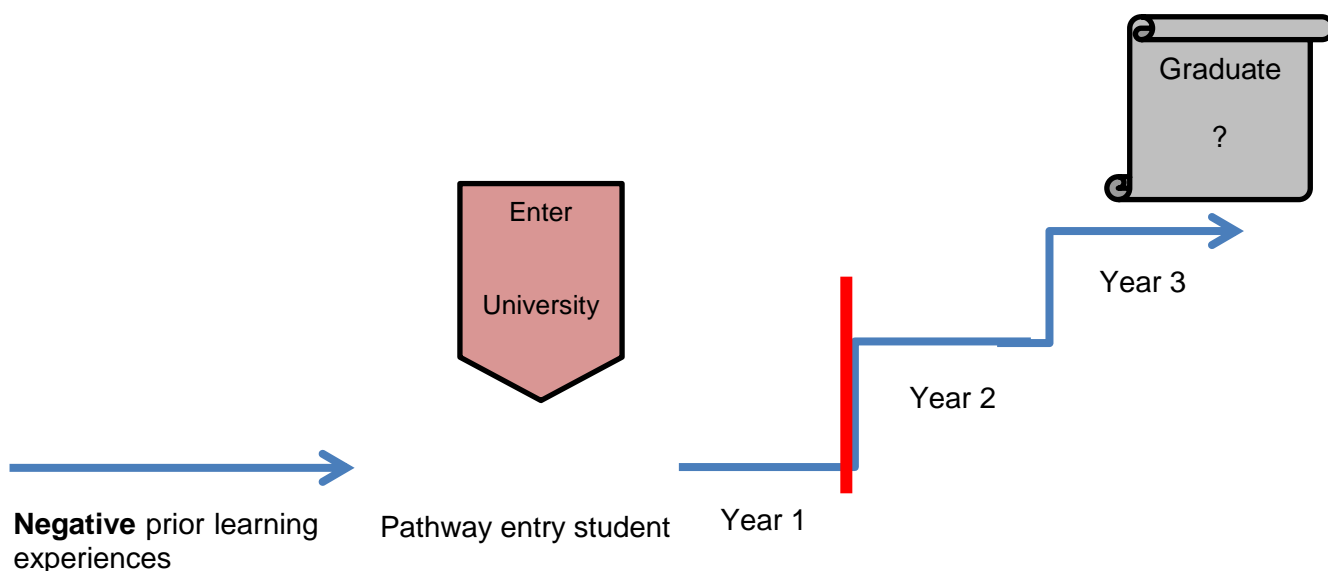 Graduate
?
Enter
University
Year 3
Year 2
Negative prior learning
experiences
Pathway entry student
Year 1